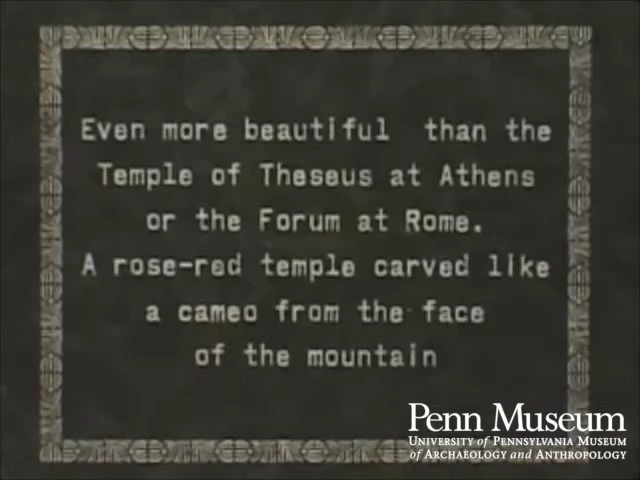 Even more beautiful than the
Temple of Theseus at Athens
or the Forum at Rome.
A rose-red temple carved like
a cameo from the face
of the mountain
Penn Museum
UNIVERSITY of PENNSYLVANIA MUSEUM
of ARCHAEOLOGY and ANTHROPOLOGY